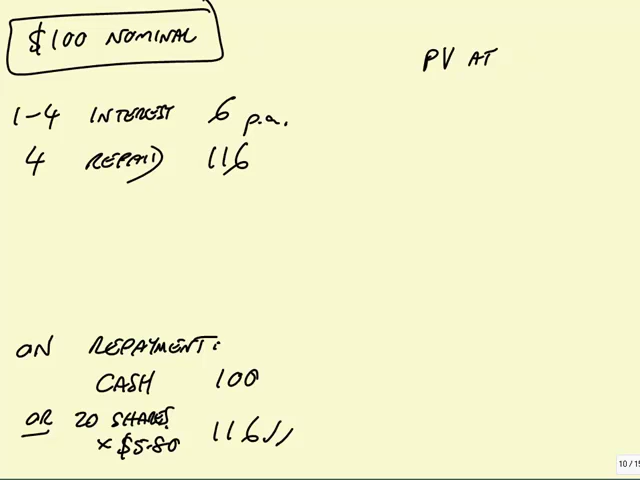 $100 NOMINAL
PV AT
1-4 INTEREST 6 p.a.
4 REPAID 116
ON REPAYMENT:
CASH 100
OR 20 SHARES
× $5.80 116
10 / 15